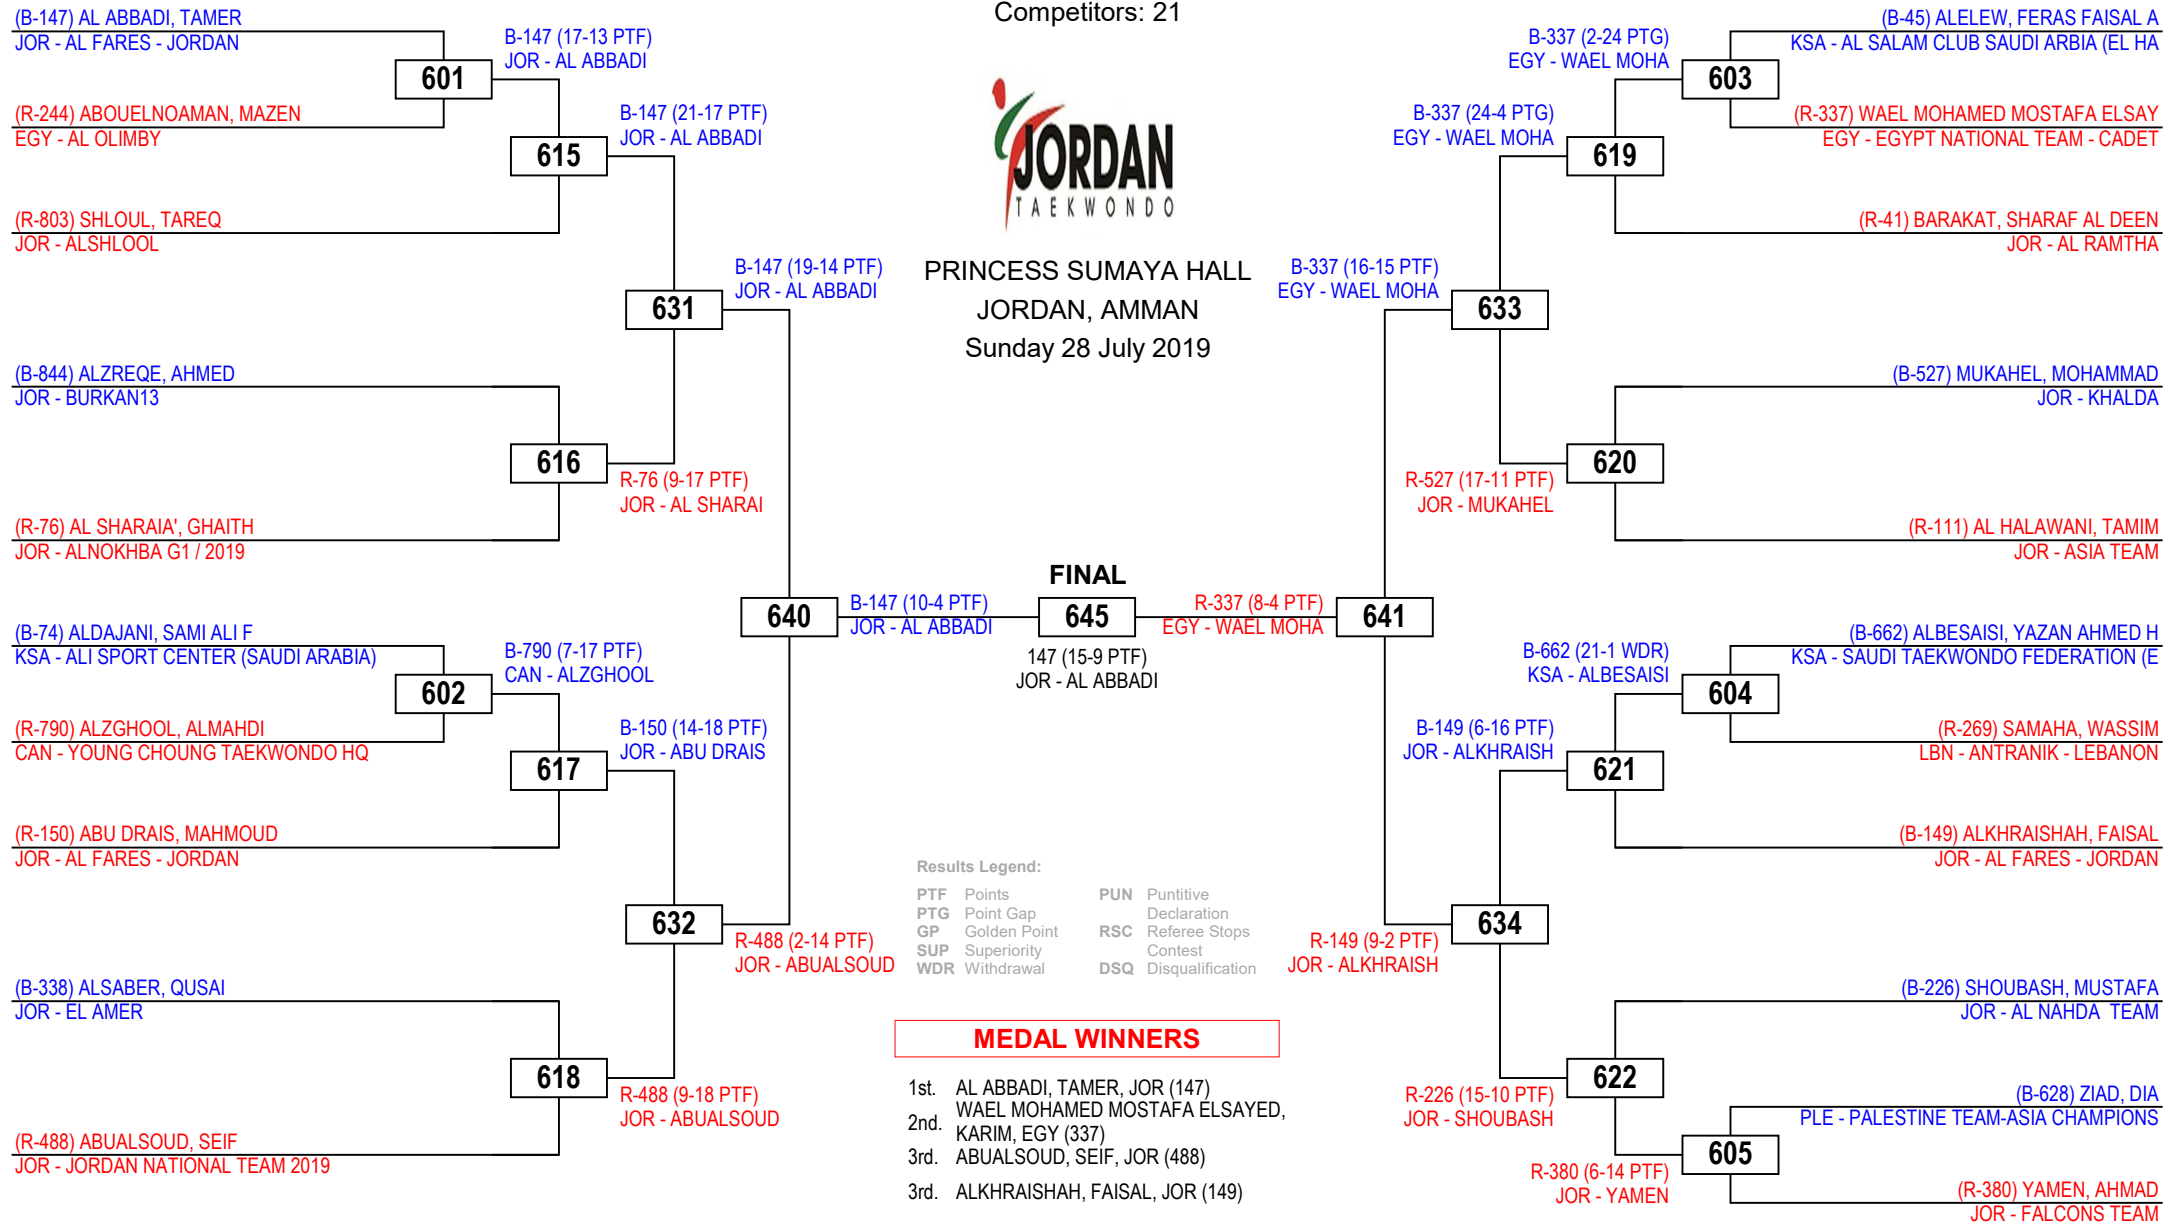 Competitors: 21
JORDAN
TAEKWONDO
PRINCESS SUMAYA HALL
JORDAN, AMMAN
Sunday 28 July 2019
(B-147) AL ABBADI, TAMER
JOR - AL FARES - JORDAN
601
B-147 (17-13 PTF)
JOR - AL ABBADI
(R-244) ABOUELNOAMAN, MAZEN
EGY - AL OLIMBY
615
B-147 (21-17 PTF)
JOR - AL ABBADI
(R-803) SHLOUL, TAREQ
JOR - ALSHLOOL
631
B-147 (19-14 PTF)
JOR - AL ABBADI
(B-844) ALZREQE, AHMED
JOR - BURKAN13
616
R-76 (9-17 PTF)
JOR - AL SHARAI
(R-76) AL SHARAIA', GHAITH
JOR - ALNOKHBA G1 / 2019
640
B-147 (10-4 PTF)
JOR - AL ABBADI
(B-74) ALDAJANI, SAMI ALI F
KSA - ALI SPORT CENTER (SAUDI ARABIA)
602
B-790 (7-17 PTF)
CAN - ALZGHOOL
(R-790) ALZGHOOL, ALMAHDI
CAN - YOUNG CHOUNG TAEKWONDO HQ
617
B-150 (14-18 PTF)
JOR - ABU DRAIS
(R-150) ABU DRAIS, MAHMOUD
JOR - AL FARES - JORDAN
632
R-488 (2-14 PTF)
JOR - ABUALSOUD
(B-338) ALSABER, QUSAI
JOR - EL AMER
618
R-488 (9-18 PTF)
JOR - ABUALSOUD
(R-488) ABUALSOUD, SEIF
JOR - JORDAN NATIONAL TEAM 2019
FINAL
645
147 (15-9 PTF)
JOR - AL ABBADI
(B-45) ALELEW, FERAS FAISAL A
KSA - AL SALAM CLUB SAUDI ARBIA (EL HA
B-337 (2-24 PTG)
EGY - WAEL MOHA
603
(R-337) WAEL MOHAMED MOSTAFA ELSAY
EGY - EGYPT NATIONAL TEAM - CADET
B-337 (24-4 PTG)
EGY - WAEL MOHA
619
(R-41) BARAKAT, SHARAF AL DEEN
JOR - AL RAMTHA
B-337 (16-15 PTF)
EGY - WAEL MOHA
633
(B-527) MUKAHEL, MOHAMMAD
JOR - KHALDA
R-527 (17-11 PTF)
JOR - MUKAHEL
620
(R-111) AL HALAWANI, TAMIM
JOR - ASIA TEAM
R-337 (8-4 PTF)
EGY - WAEL MOHA
641
(B-662) ALBESAISI, YAZAN AHMED H
KSA - SAUDI TAEKWONDO FEDERATION (E
B-662 (21-1 WDR)
KSA - ALBESAISI
604
(R-269) SAMAHA, WASSIM
LBN - ANTRANIK - LEBANON
B-149 (6-16 PTF)
JOR - ALKHRAISH
621
(B-149) ALKHRAISHAH, FAISAL
JOR - AL FARES - JORDAN
R-149 (9-2 PTF)
JOR - ALKHRAISH
634
(B-226) SHOUBASH, MUSTAFA
JOR - AL NAHDA TEAM
R-226 (15-10 PTF)
JOR - SHOUBASH
622
(B-628) ZIAD, DIA
PLE - PALESTINE TEAM-ASIA CHAMPIONS
R-380 (6-14 PTF)
JOR - YAMEN
605
(R-380) YAMEN, AHMAD
JOR - FALCONS TEAM
Results Legend:
PTF Points
PTG Point Gap
GP Golden Point
SUP Superiority
WDR Withdrawal
PUN Puntitive
Declaration
RSC Referee Stops
Contest
DSQ Disqualification
MEDAL WINNERS
1st. AL ABBADI, TAMER, JOR (147)
2nd. WAEL MOHAMED MOSTAFA ELSAYED,
KARIM, EGY (337)
3rd. ABUALSOUD, SEIF, JOR (488)
3rd. ALKHRAISHAH, FAISAL, JOR (149)